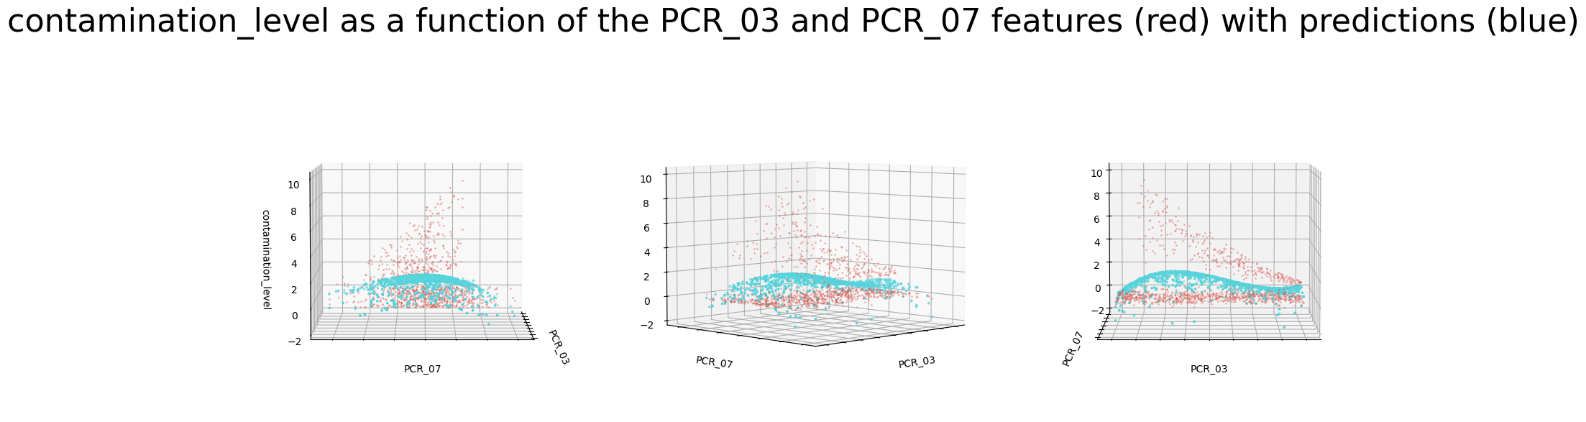 contamination_level as a function of the PCR_03 and PCR_07 features (red) with predictions (blue)
10
8
6
4
2
0
−2
contamination_level
PCR_07
PCR_03
10
8
6
4
2
0
−2
PCR_07
PCR_03
10
8
6
4
2
0
−2
PCR_07
PCR_03